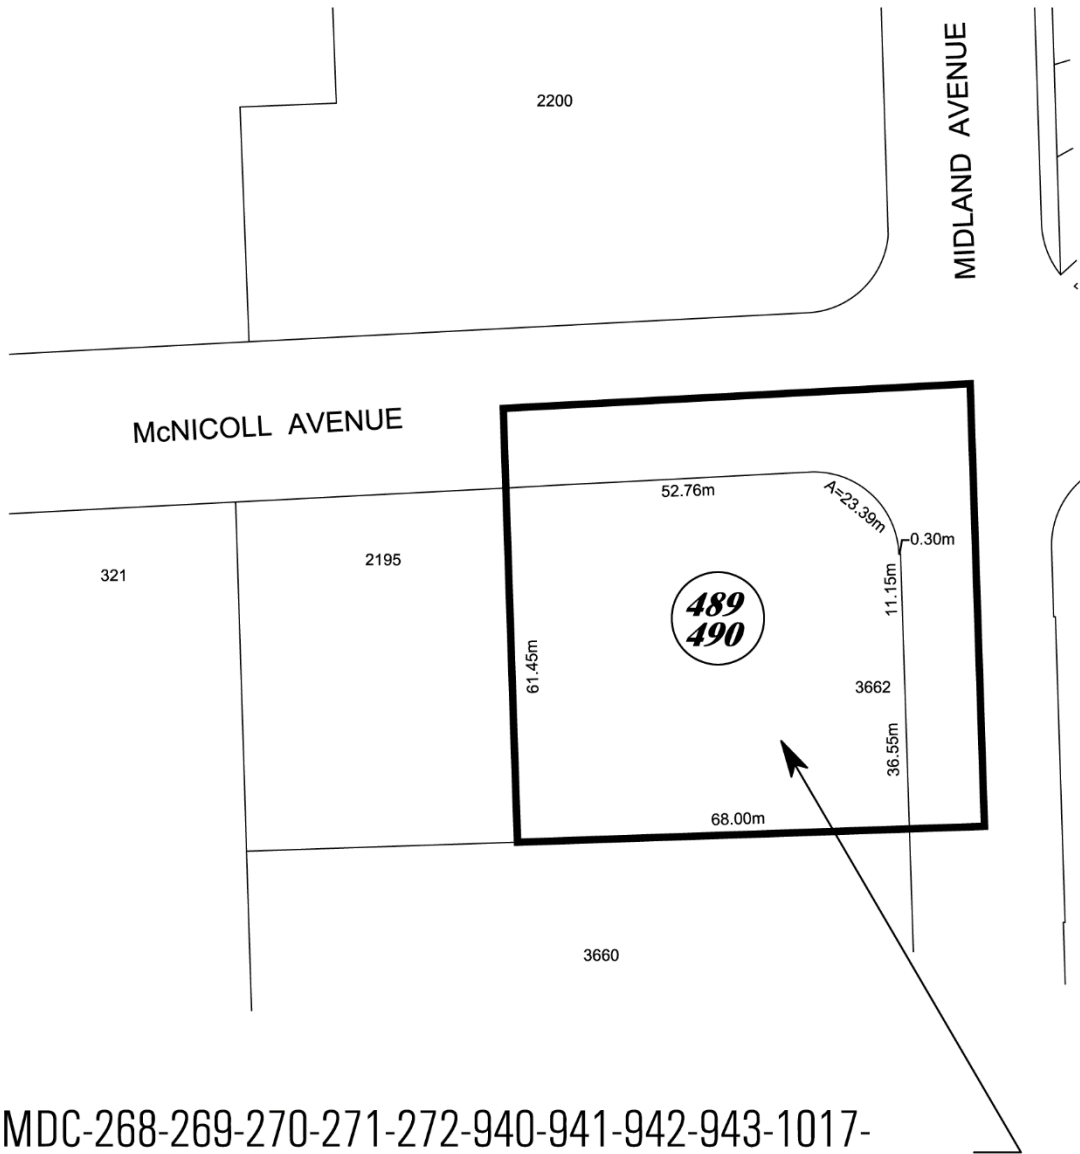 2200
MIDLAND AVENUE
McNICOLL AVENUE
52.76m
A=23.39m
0.30m
2195
321
11.15m
489
490
61.45m
3662
36.55m
68.00m
3660
MDC-268-269-270-271-272-940-941-942-943-1017-